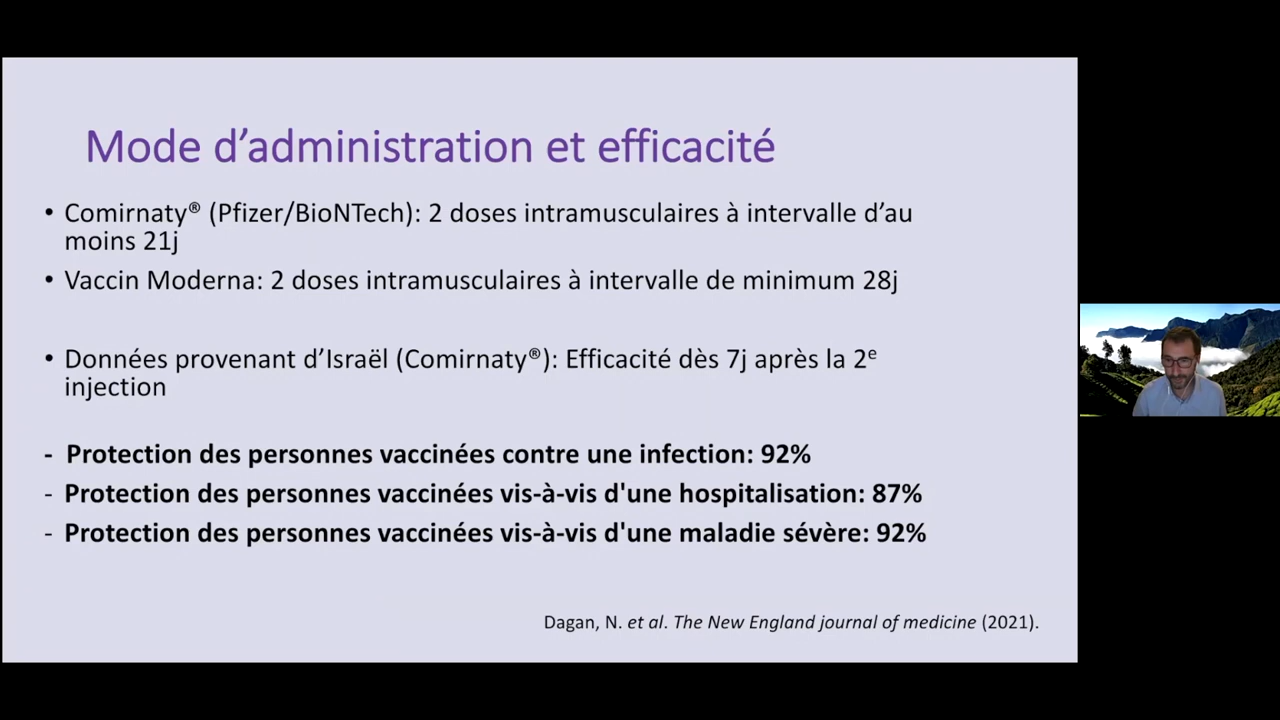 Mode d’administration et efficacité
• Comirnaty® (Pfizer/BioNTech): 2 doses intramusculaires à intervalle d’au
moins 21j
• Vaccin Moderna: 2 doses intramusculaires à intervalle de minimum 28j
• Données provenant d’Israël (Comirnaty®): Efficacité dès 7j après la 2e
injection
- Protection des personnes vaccinées contre une infection: 92%
- Protection des personnes vaccinées vis-à-vis d'une hospitalisation: 87%
- Protection des personnes vaccinées vis-à-vis d'une maladie sévère: 92%
Dagan, N. et al. The New England journal of medicine (2021).